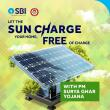 SBI
LET THE
SUN CHARGE
YOUR HOME,
FREE
OF CHARGE
WITH PM
SURYA GHAR
YOJANA